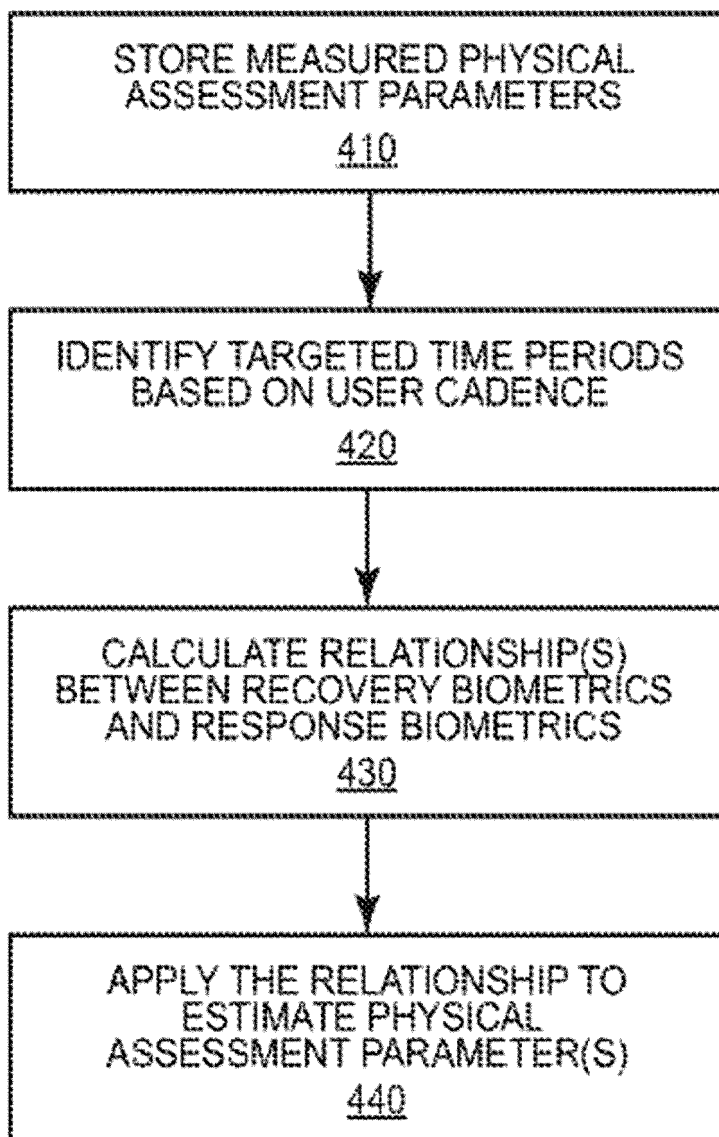 STORE MEASURED PHYSICAL
ASSESSMENT PARAMETERS
410
IDENTIFY TARGETED TIME PERIODS
BASED ON USER CADENCE
420
CALCULATE RELATIONSHIP(S)
BETWEEN RECOVERY BIOMETRICS
AND RESPONSE BIOMETRICS
430
APPLY THE RELATIONSHIP TO
ESTIMATE PHYSICAL
ASSESSMENT PARAMETER(S)
440